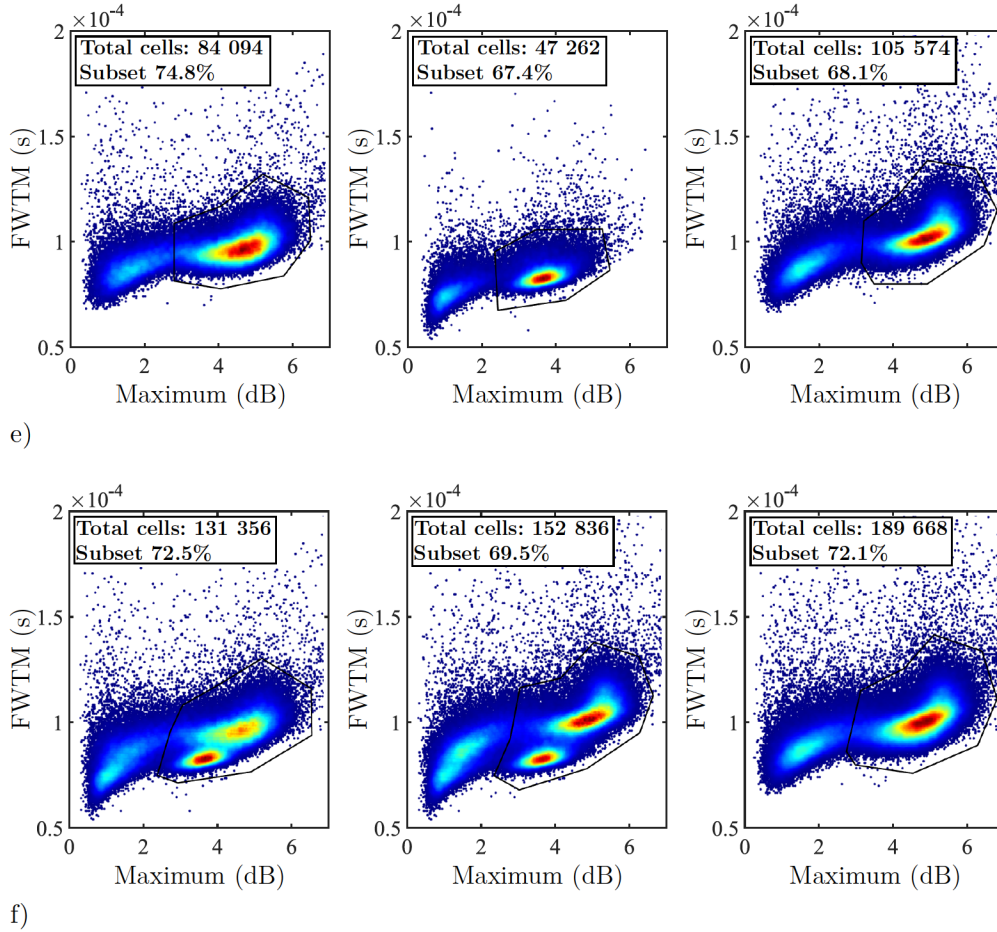 ×10⁻⁴ ×10⁻⁴ ×10⁻⁴
2 2 2
Total cells: 84 094 Total cells: 47 262 Total cells: 105 574
Subset 74.8% Subset 67.4% Subset 68.1%
1.5 1.5 1.5
FWTM (s) FWTM (s) FWTM (s)
1 1 1
0.5 0.5 0.5
0 2 4 6 0 2 4 6 0 2 4 6
Maximum (dB) Maximum (dB) Maximum (dB)
e)
×10⁻⁴ ×10⁻⁴ ×10⁻⁴
2 2 2
Total cells: 131 356 Total cells: 152 836 Total cells: 189 668
Subset 72.5% Subset 69.5% Subset 72.1%
1.5 1.5 1.5
FWTM (s) FWTM (s) FWTM (s)
1 1 1
0.5 0.5 0.5
0 2 4 6 0 2 4 6 0 2 4 6
Maximum (dB) Maximum (dB) Maximum (dB)
f)